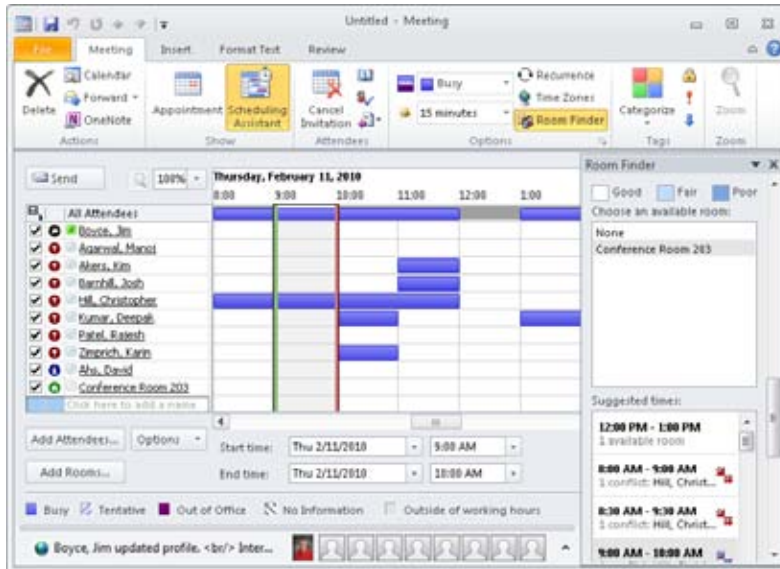 Untitled - Meeting
File Meeting Insert Format Text Review
Delete
Calendar
Forward
OneNote
Actions
Appointment Scheduling Assistant
Show
Cancel Invitation
Attendees
Busy
15 minutes
Recurrence
Time Zones
Room Finder
Options
Categorize
Tags
Zoom
Zoom
Send 100%
Thursday, February 11, 2010
8:00 9:00 10:00 11:00 12:00 1:00
All Attendees
Boyce, Jim
Agarwal, Manoj
Akers, Kim
Barnhill, Josh
Hill, Christopher
Kumar, Deepak
Patel, Rajesh
Zimprich, Karin
Ahs, David
Conference Room 203
Click here to add a name
Add Attendees... Options
Add Rooms...
Start time: Thu 2/11/2010 9:00 AM
End time: Thu 2/11/2010 10:00 AM
Busy Tentative Out of Office No Information Outside of working hours
Boyce, Jim updated profile. <br/> Inter...
Room Finder
Good Fair Poor
Choose an available room:
None
Conference Room 203
Suggested times:
12:00 PM - 1:00 PM
1 available room
8:00 AM - 9:00 AM
1 conflict: Hill, Christ...
8:30 AM - 9:30 AM
1 conflict: Hill, Christ...
9:00 AM - 10:00 AM